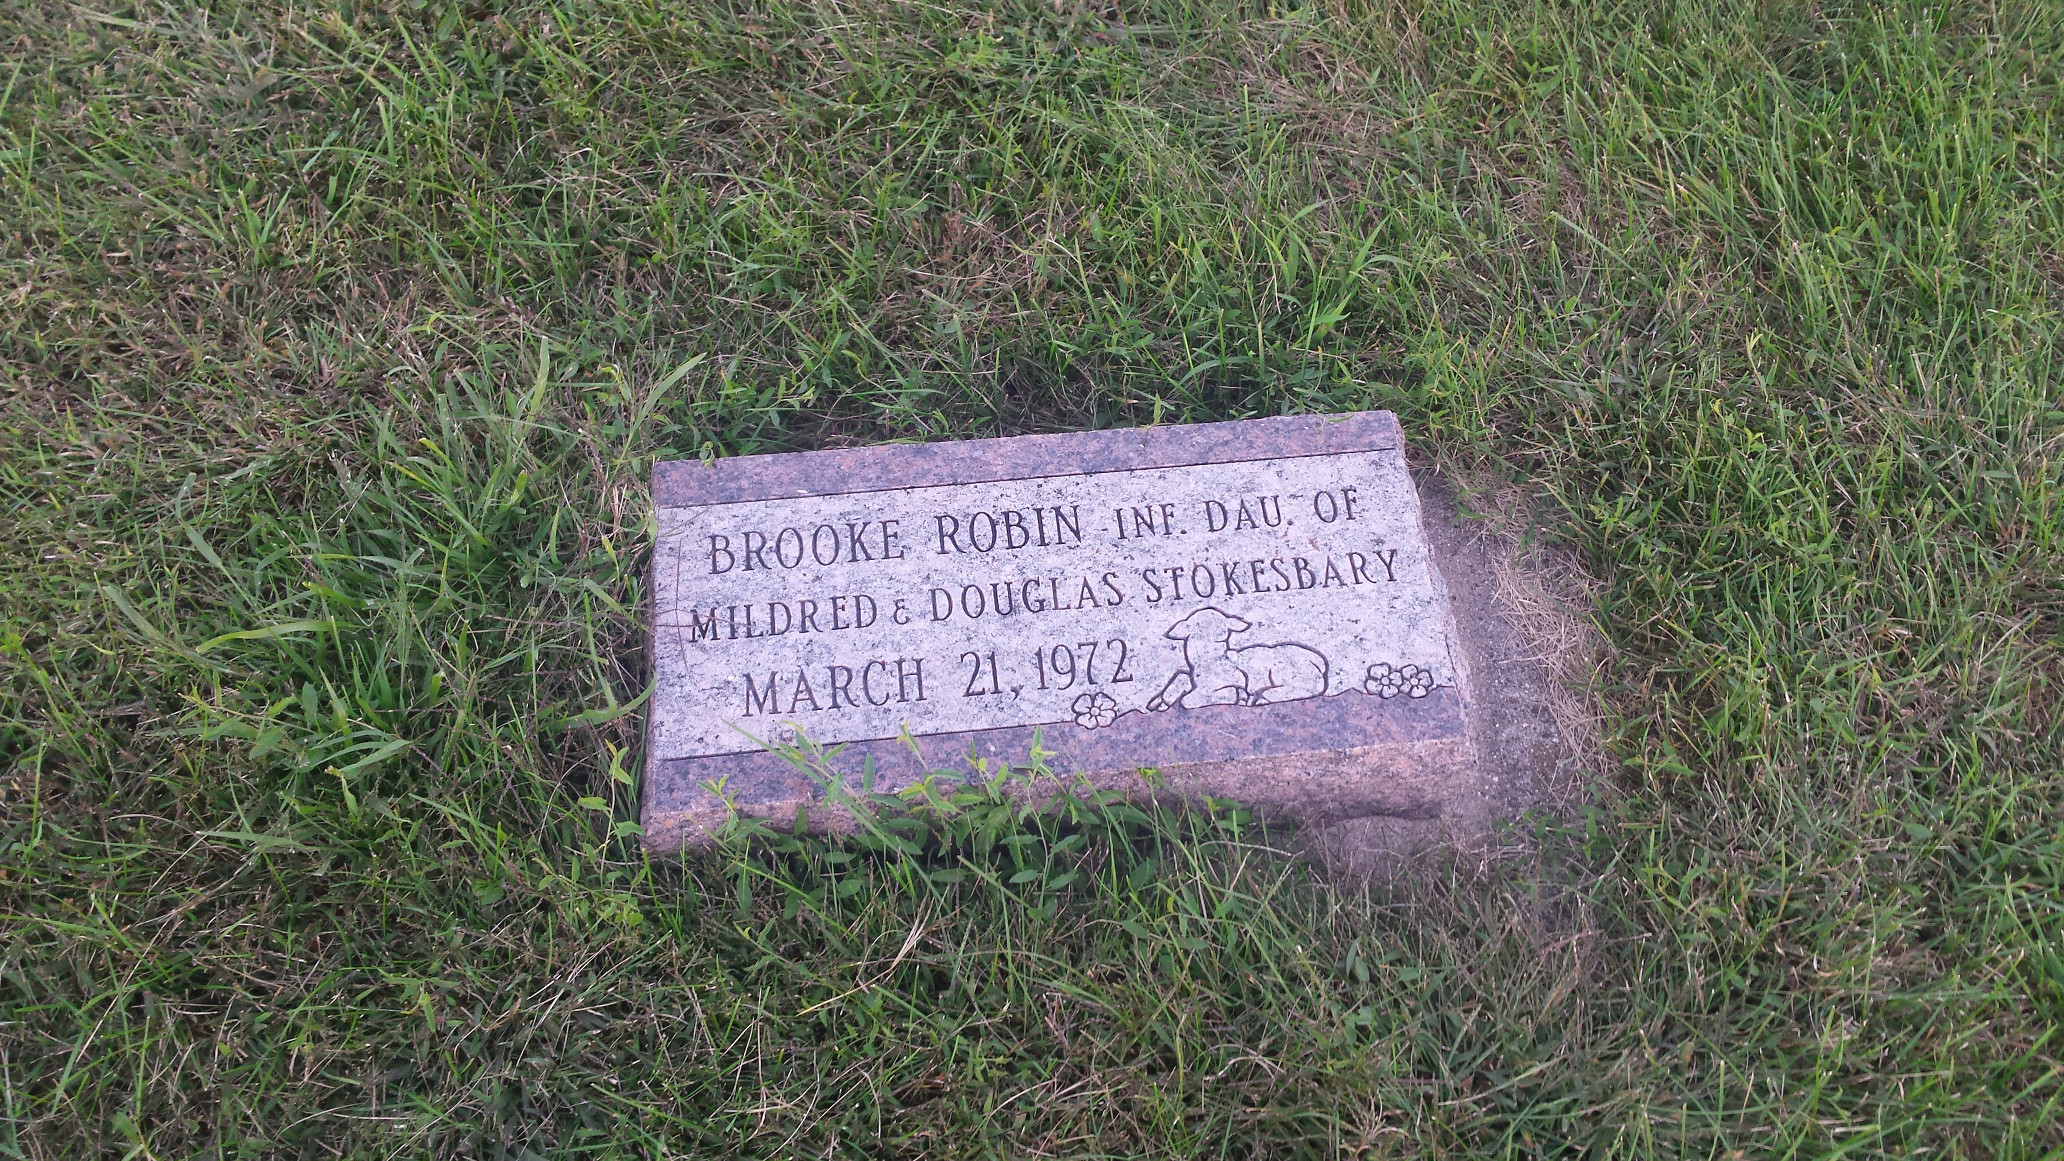 BROOKE ROBIN INF. DAU. OF
MILDRED & DOUGLAS STOKESBARY
MARCH 21, 1972